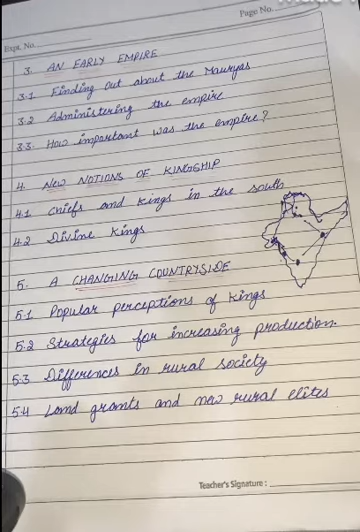 Page No.
Expt. No.
3. AN EARLY EMPIRE
3.1 Finding out about the Mauryas
3.2 Administering the empire
3.3. How important was the empire?
4. NEW NOTIONS OF KINGSHIP
4.1 Chiefs and kings in the south
4.2 Divine kings
5. A CHANGING COUNTRYSIDE
5.1 Popular perceptions of kings
5.2 Strategies for increasing production.
5.3 Differences in rural society
5.4 Land grants and new rural elites
Teacher's Signature :